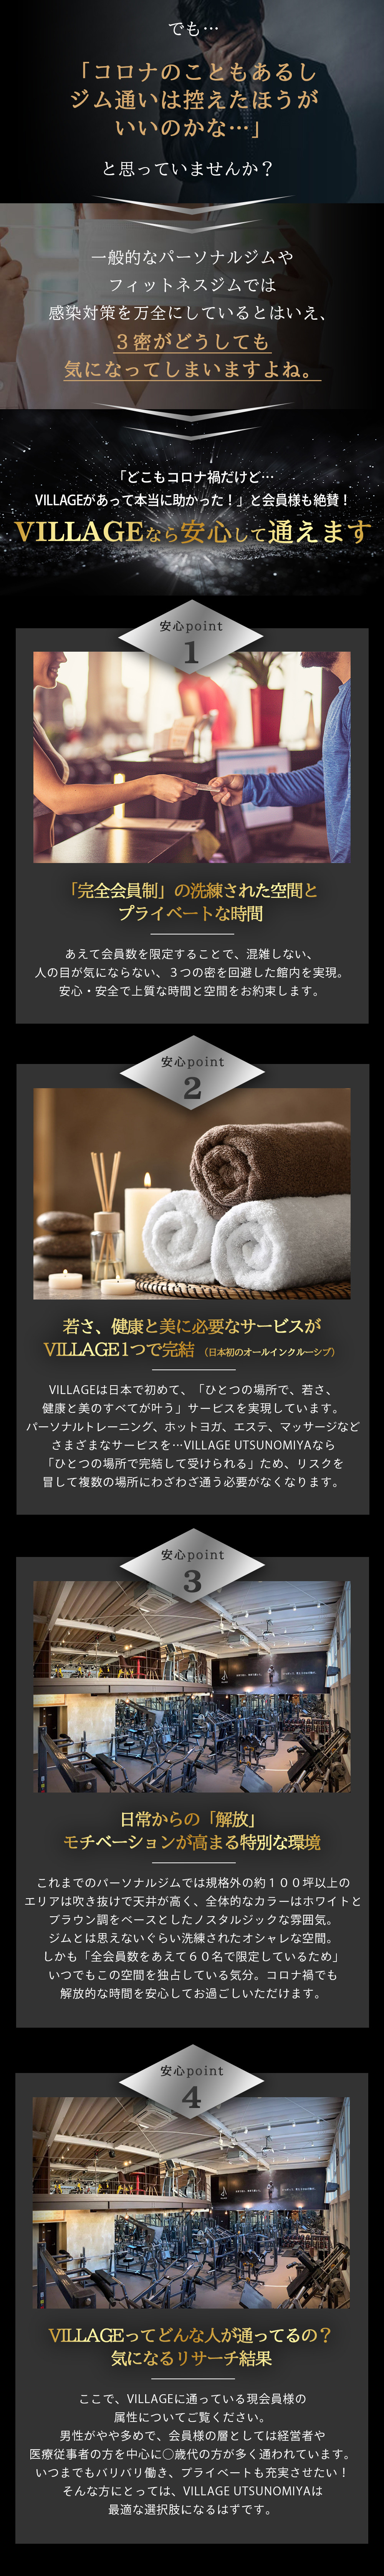 でも…
「コロナのこともあるし
ジム通いは控えたほうが
いいのかな…」
と思っていませんか？
一般的なパーソナルジムや
フィットネスジムでは
感染対策を万全にしているとはいえ、
３密がどうしても
気になってしまいますよね。
「どこもコロナ禍だけど…
VILLAGEがあって本当に助かった！」と会員様も絶賛！
VILLAGEなら安心して通えます
安心point
1
「完全会員制」の洗練された空間と
プライベートな時間
あえて会員数を限定することで、混雑しない、
人の目が気にならない、３つの密を回避した館内を実現。
安心・安全で上質な時間と空間をお約束します。
安心point
2
若さ、健康と美に必要なサービスが
VILLAGE1つで完結（日本初のオールインクルーシブ）
VILLAGEは日本で初めて、「ひとつの場所で、若さ、
健康と美のすべてが叶う」サービスを実現しています。
パーソナルトレーニング、ホットヨガ、エステ、マッサージなど
さまざまなサービスを…VILLAGE UTSUNOMIYAなら
「ひとつの場所で完結して受けられる」ため、リスクを
冒して複数の場所にわざわざ通う必要がなくなります。
安心point
3
日常からの「解放」
モチベーションが高まる特別な環境
これまでのパーソナルジムでは規格外の約１００坪以上の
エリアは吹き抜けで天井が高く、全体的なカラーはホワイトと
ブラウン調をベースとしたノスタルジックな雰囲気。
ジムとは思えないぐらい洗練されたオシャレな空間。
しかも「全会員数をあえて６０名で限定しているため」
いつでもこの空間を独占している気分。コロナ禍でも
解放的な時間を安心してお過ごしいただけます。
安心point
4
VILLAGEってどんな人が通ってるの？
気になるリサーチ結果
ここで、VILLAGEに通っている現会員様の
属性についてご覧ください。
男性がやや多めで、会員様の層としては経営者や
医療従事者の方を中心に〇歳代の方が多く通われています。
いつまでもバリバリ働き、プライベートも充実させたい！
そんな方にとっては、VILLAGE UTSUNOMIYAは
最適な選択肢になるはずです。